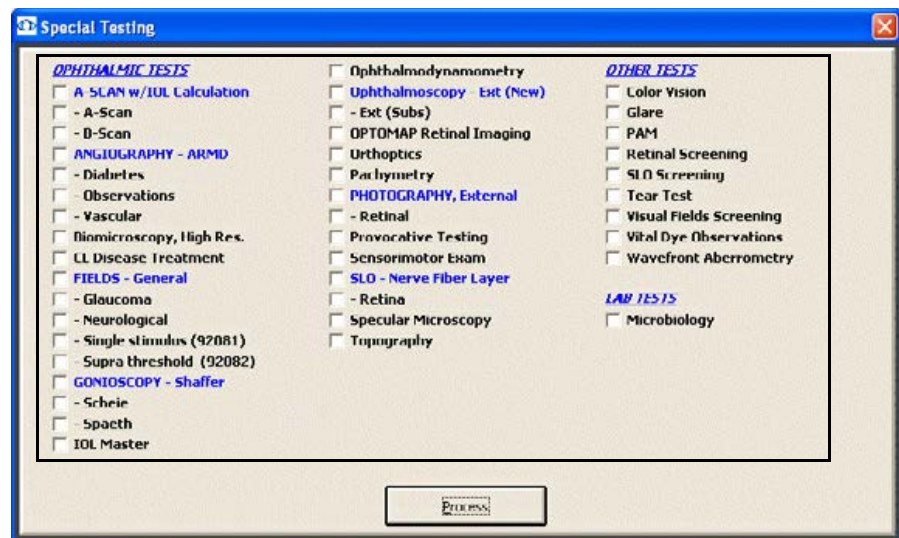 Special Testing
OPHTHALMIC TESTS
A-SCAN w/IOL Calculation
- A-Scan
- B-Scan
ANGIOGRAPHY - ARMD
- Diabetes
- Observations
- Vascular
Biomicroscopy, High Res.
CL Disease Treatment
FIELDS - General
- Glaucoma
- Neurological
- Single stimulus (92081)
- Supra threshold (92082)
GONIOSCOPY - Shaffer
- Scheie
- Spaeth
IOL Master
Ophthalmodynamometry
Ophthalmoscopy - Ext (New)
- Ext (Subs)
OPTOMAP Retinal Imaging
Orthoptics
Pachymetry
PHOTOGRAPHY, External
- Retinal
Provocative Testing
Sensorimotor Exam
SLO - Nerve Fiber Layer
- Retina
Specular Microscopy
Topography
OTHER TESTS
Color Vision
Glare
PAM
Retinal Screening
SLO Screening
Tear Test
Visual Fields Screening
Vital Dye Observations
Wavefront Aberrometry
LAB TESTS
Microbiology
Process